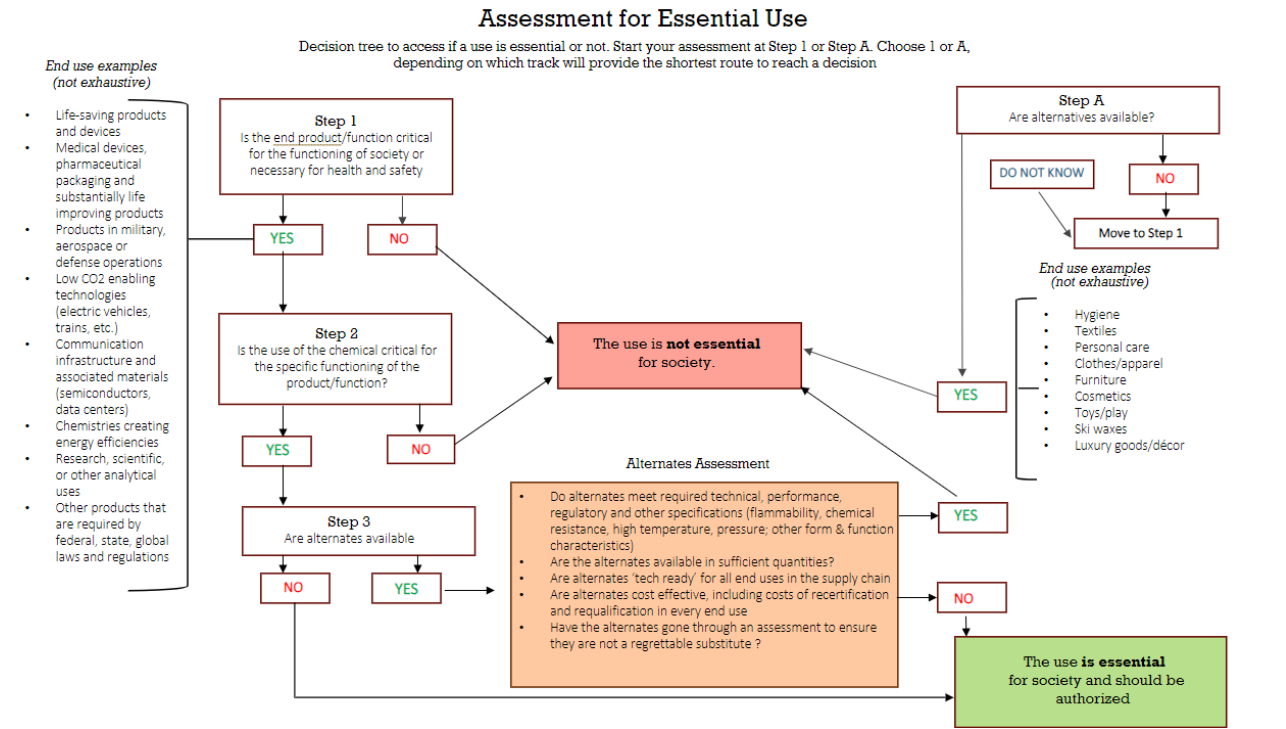 Assessment for Essential Use
Decision tree to access if a use is essential or not. Start your assessment at Step 1 or Step A. Choose 1 or A,
depending on which track will provide the shortest route to reach a decision
End use examples
(not exhaustive)
• Life-saving products
and devices
• Medical devices,
pharmaceutical
packaging and
substantially life
improving products
• Products in military,
aerospace or
defense operations
• Low CO2 enabling
technologies
(electric vehicles,
trains, etc.)
• Communication
infrastructure and
associated materials
(semiconductors,
data centers)
• Chemistries creating
energy efficiencies
• Research, scientific,
or other analytical
uses
• Other products that
are required by
federal, state, global
laws and regulations
Step 1
Is the end product/function critical
for the functioning of society or
necessary for health and safety
YES
NO
Step 2
Is the use of the chemical critical for
the specific functioning of the
product/function?
YES
NO
Step 3
Are alternates available
NO
YES
The use is not essential
for society.
Alternates Assessment
• Do alternates meet required technical, performance,
regulatory and other specifications (flammability, chemical
resistance, high temperature, pressure; other form & function
characteristics)
• Are the alternates available in sufficient quantities?
• Are alternates ‘tech ready’ for all end uses in the supply chain
• Are alternates cost effective, including costs of recertification
and requalification in every end use
• Have the alternates gone through an assessment to ensure
they are not a regrettable substitute ?
Step A
Are alternatives available?
DO NOT KNOW
NO
Move to Step 1
End use examples
(not exhaustive)
• Hygiene
• Textiles
• Personal care
• Clothes/apparel
• Furniture
• Cosmetics
• Toys/play
• Ski waxes
• Luxury goods/décor
YES
YES
NO
The use is essential
for society and should be
authorized